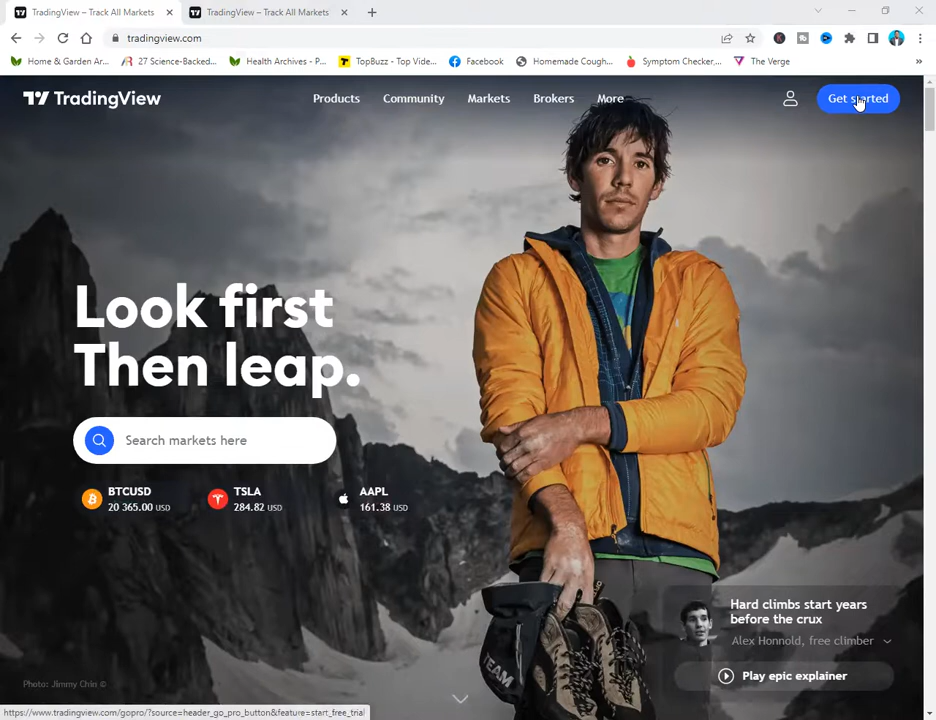 TradingView – Track All Markets
TradingView – Track All Markets
tradingview.com
Home & Garden Ar...
27 Science-Backed...
Health Archives - P...
TopBuzz - Top Vide...
Facebook
Homemade Cough...
Symptom Checker,...
The Verge
TradingView
Products
Community
Markets
Brokers
More
Get started
Look first
Then leap.
Search markets here
BTCUSD
20 365.00 USD
TSLA
284.82 USD
AAPL
161.38 USD
Hard climbs start years
before the crux
Alex Honnold, free climber
Play epic explainer
TEAM
Photo: Jimmy Chin ©
https://www.tradingview.com/gopro/?source=header_go_pro_button&feature=start_free_trial